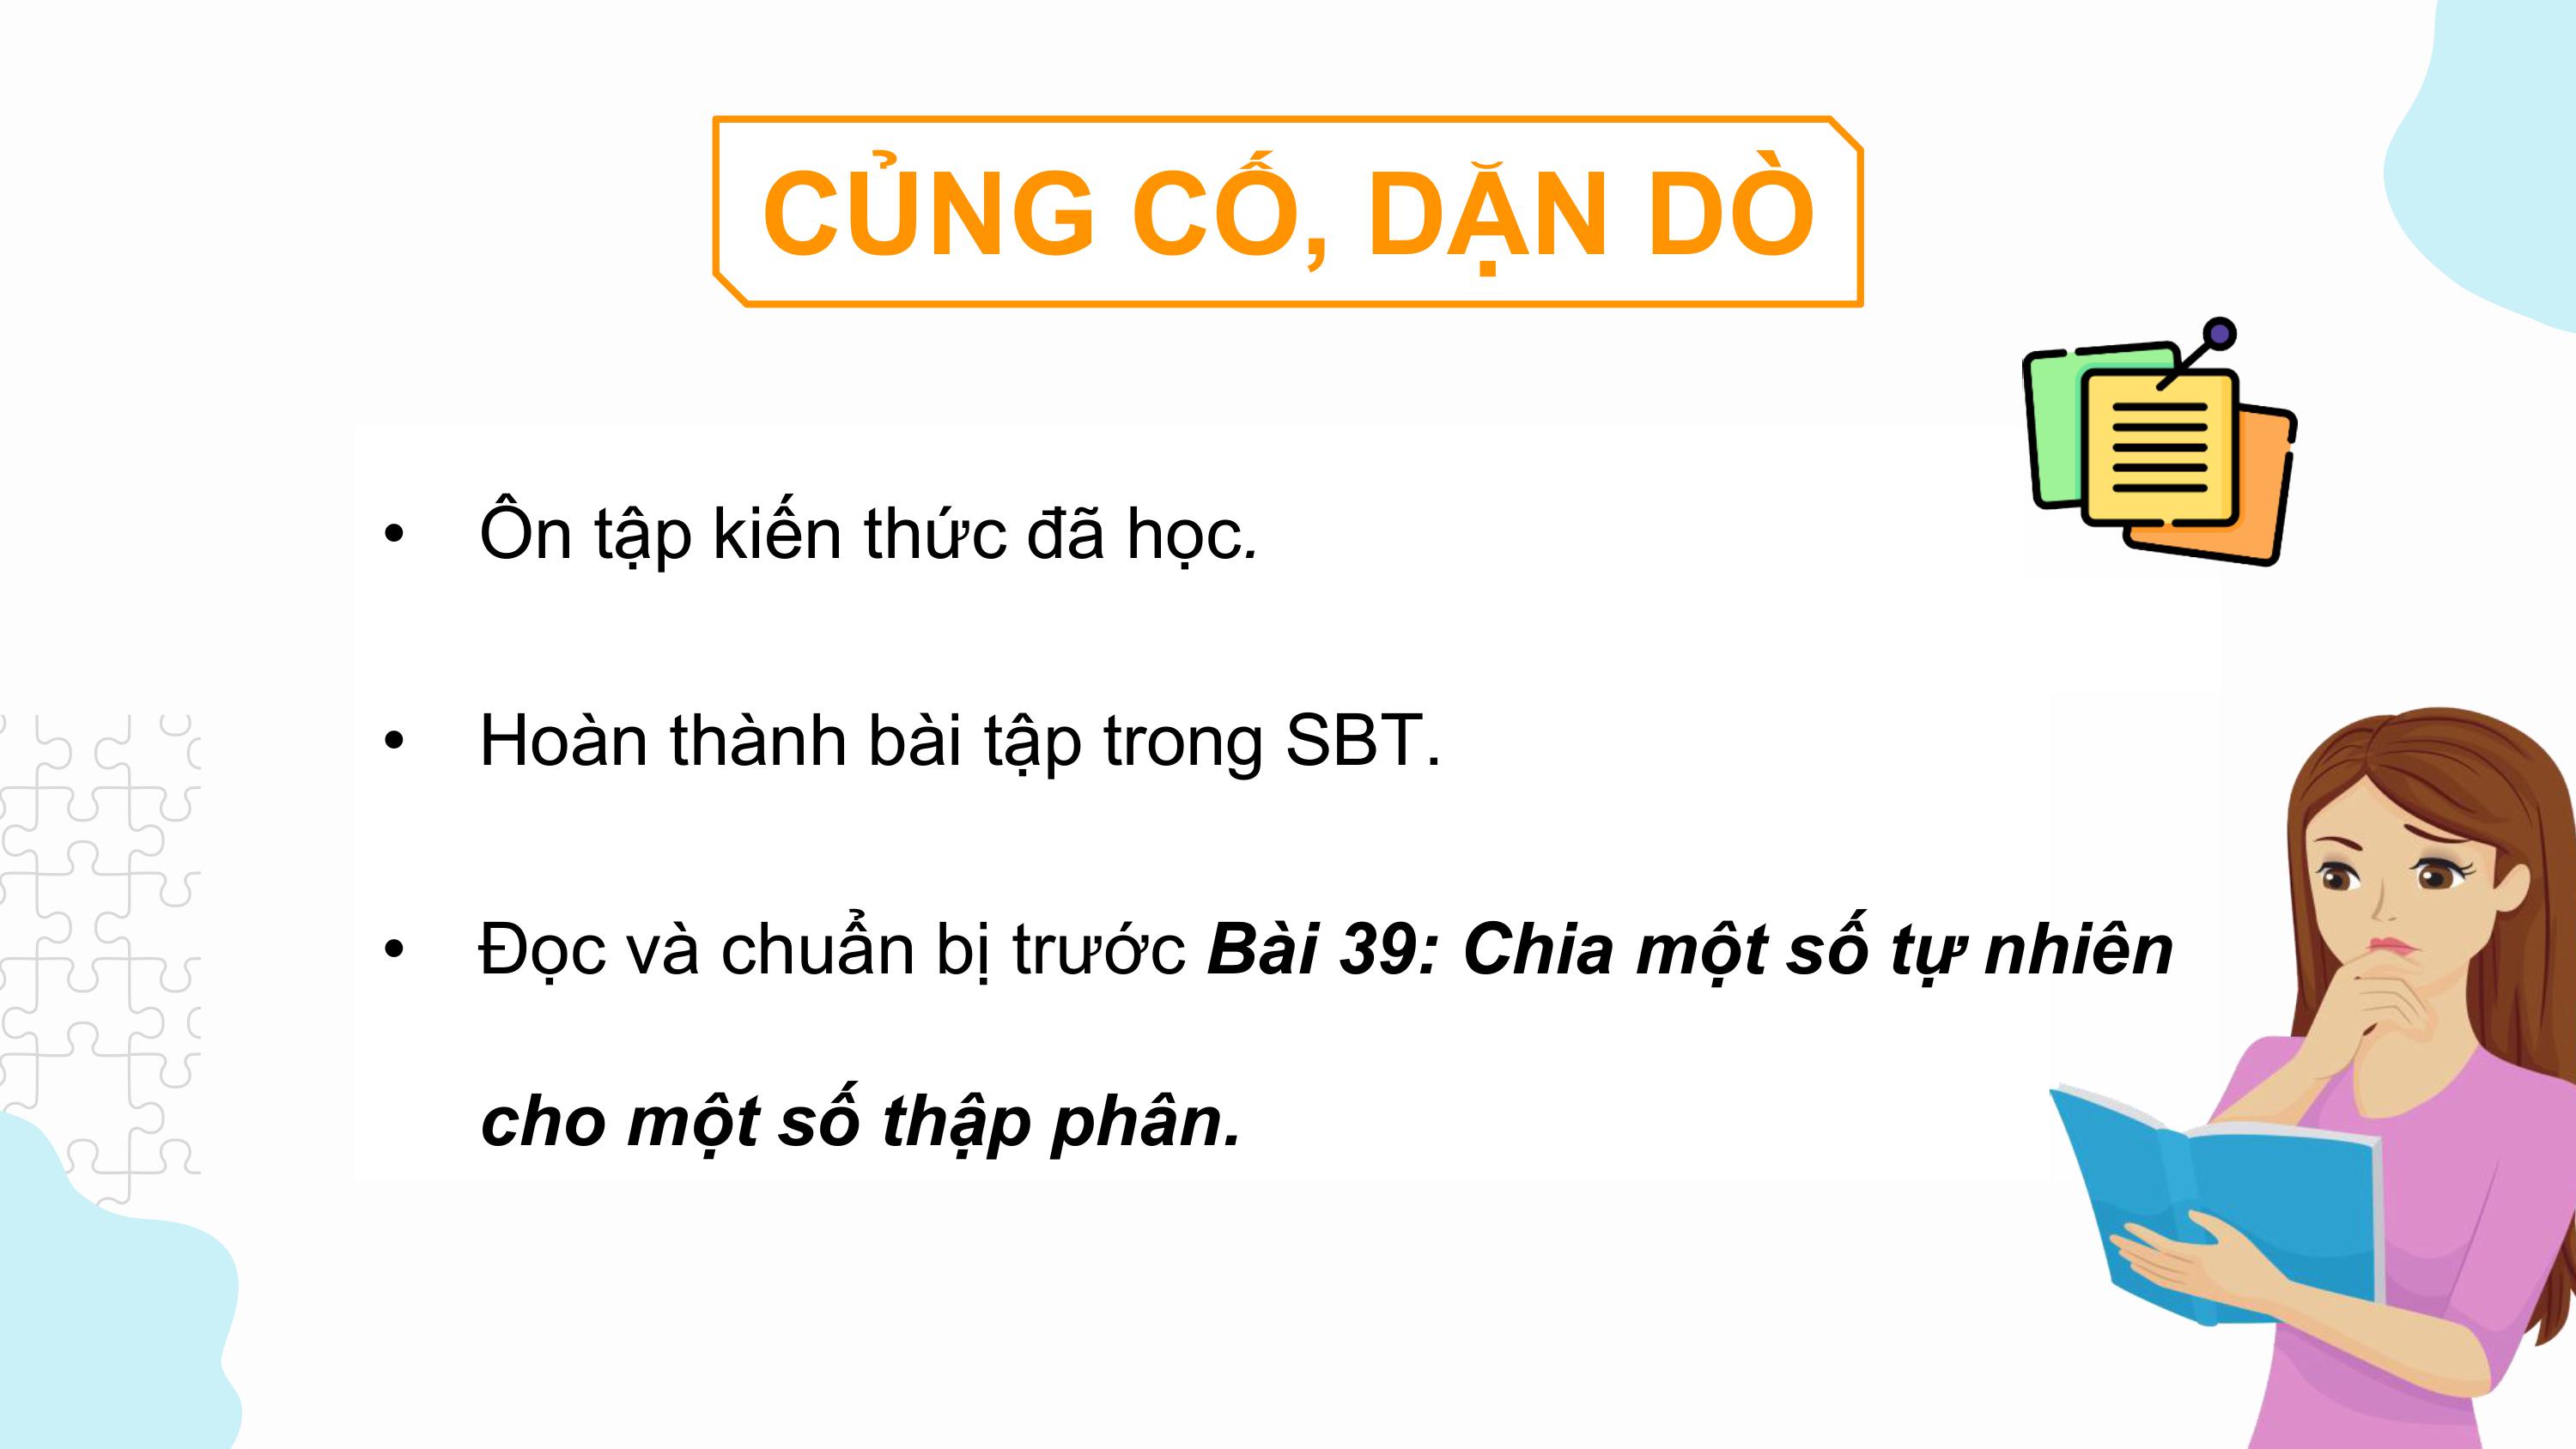 CỦNG CỐ, DẶN DÒ
• Ôn tập kiến thức đã học.
• Hoàn thành bài tập trong SBT.
• Đọc và chuẩn bị trước Bài 39: Chia một số tự nhiên
cho một số thập phân.